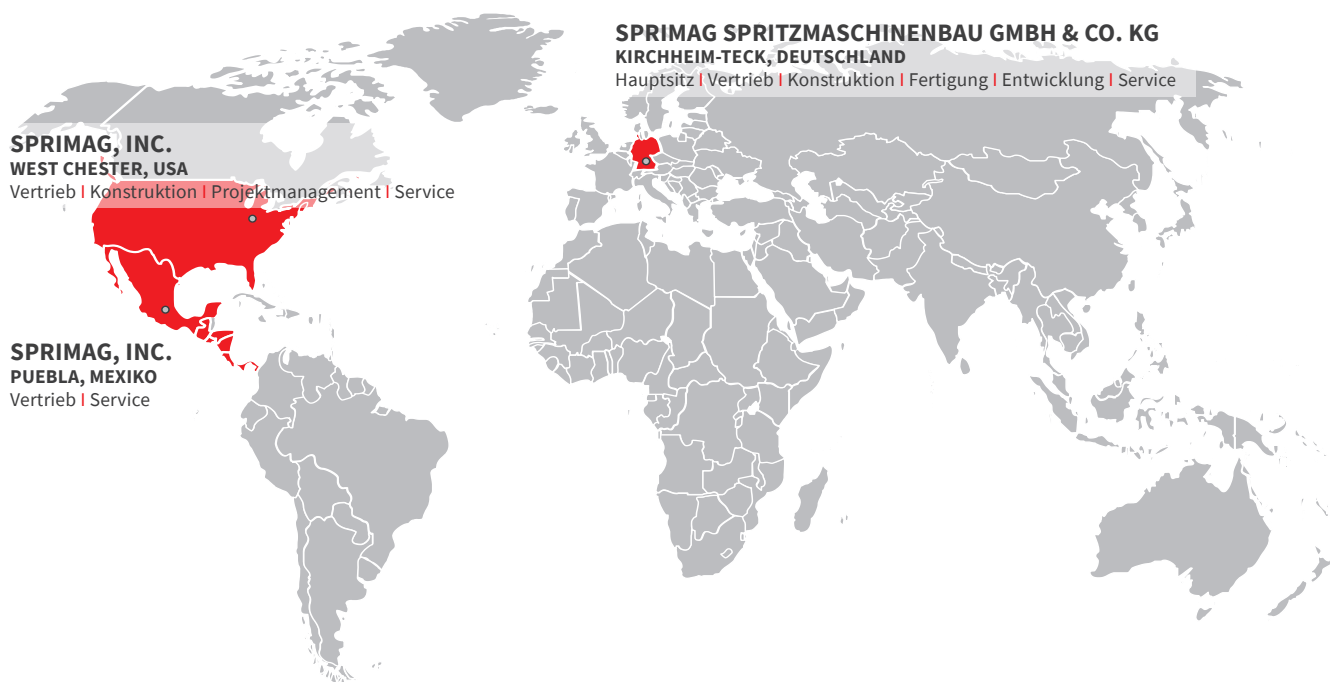 SPRIMAG SPRITZMASCHINENBAU GMBH & CO. KG
KIRCHHEIM-TECK, DEUTSCHLAND
Hauptsitz | Vertrieb | Konstruktion | Fertigung | Entwicklung | Service
SPRIMAG, INC.
WEST CHESTER, USA
Vertrieb | Konstruktion | Projektmanagement | Service
SPRIMAG, INC.
PUEBLA, MEXIKO
Vertrieb | Service